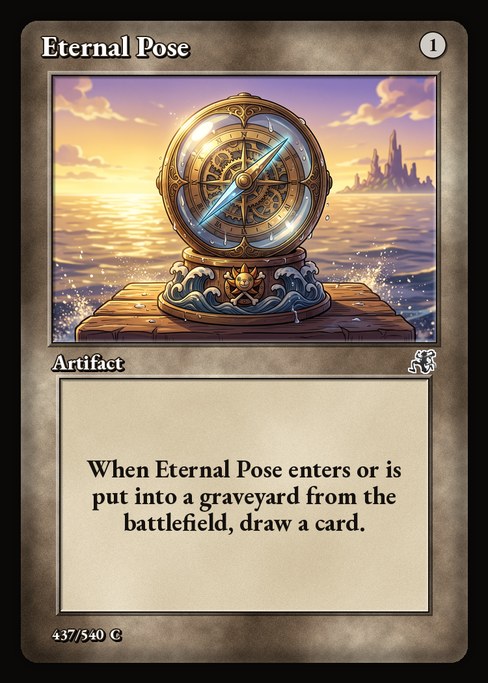 Eternal Pose
1
Artifact
When Eternal Pose enters or is
put into a graveyard from the
battlefield, draw a card.
437/540 C